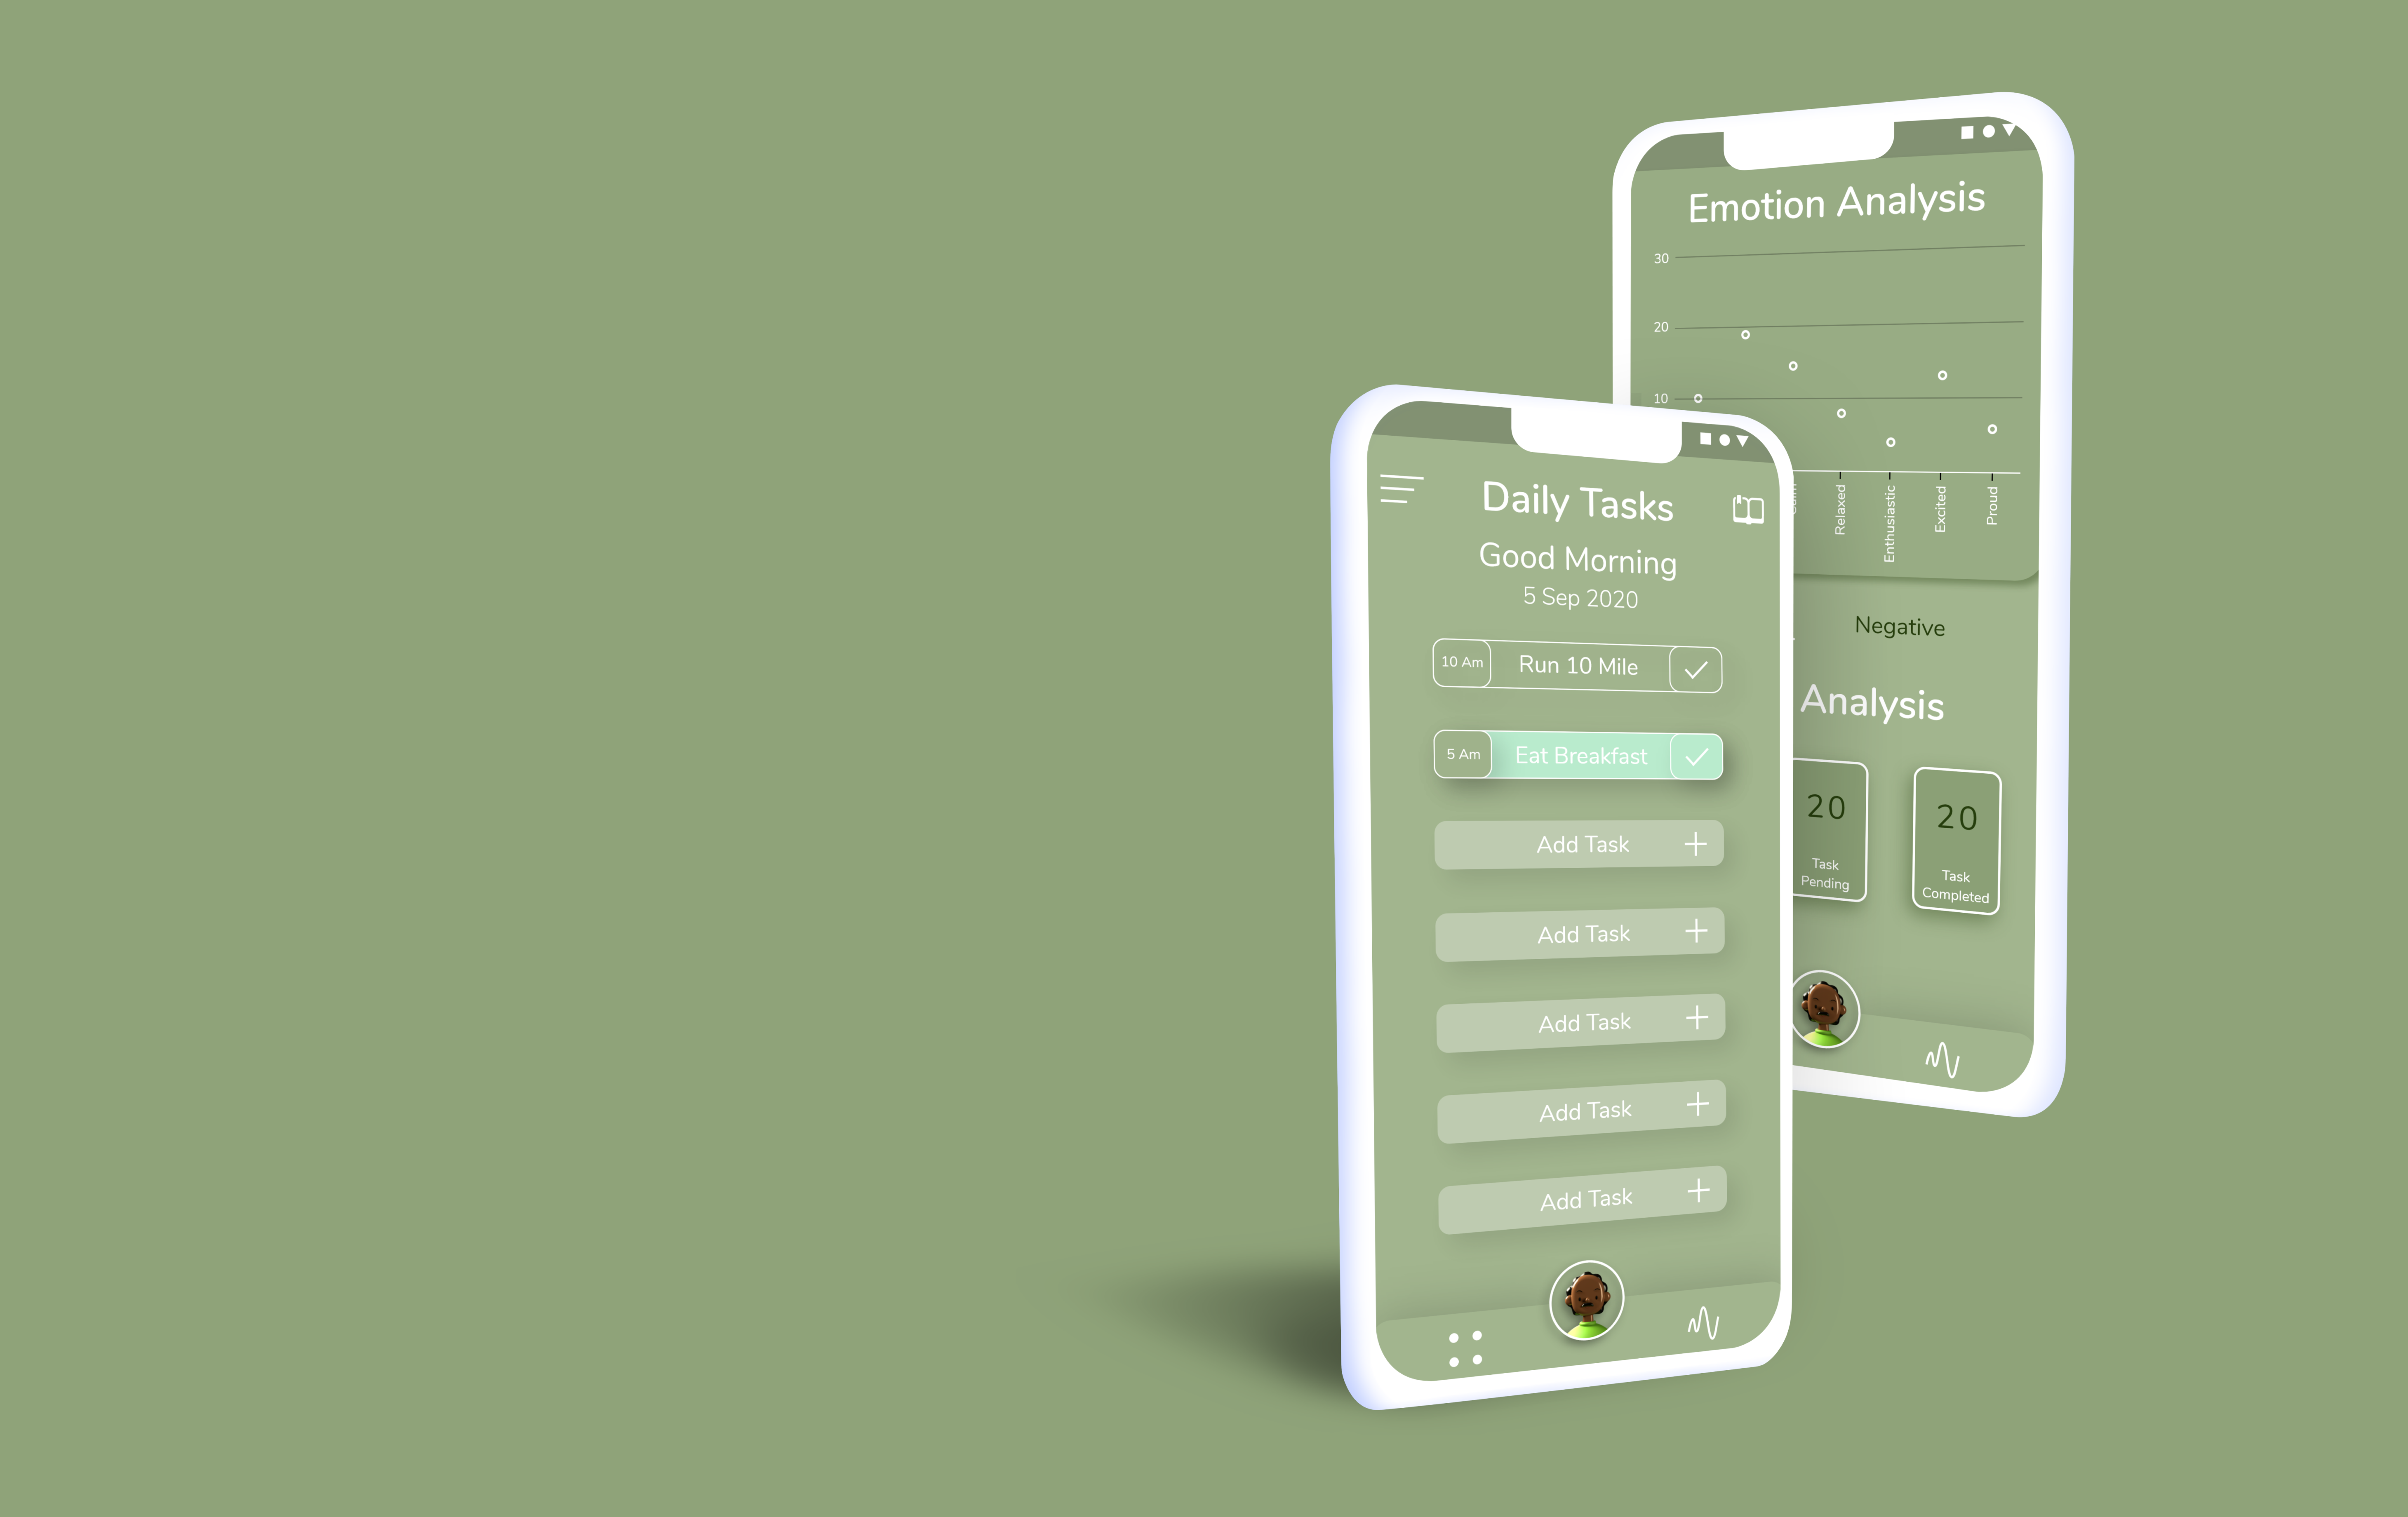 Emotion Analysis
30
20
10
Relaxed
Enthusiastic
Excited
Proud
Negative
Analysis
20
Task
Pending
20
Task
Completed
Daily Tasks
Good Morning
5 Sep 2020
10 Am
Run 10 Mile
5 Am
Eat Breakfast
Add Task
Add Task
Add Task
Add Task
Add Task